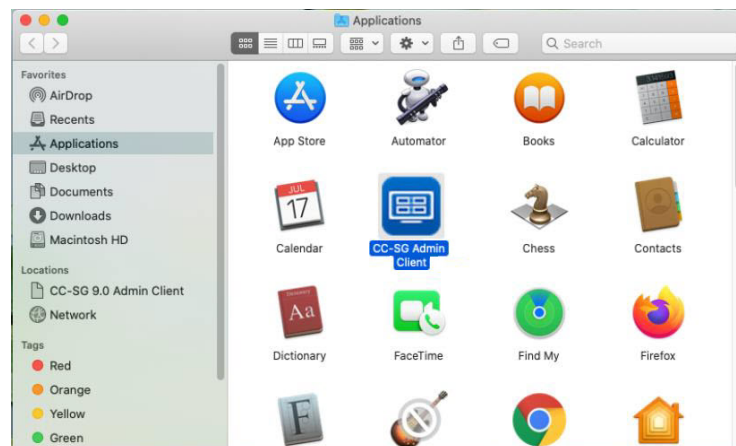 Applications
Search
Favorites
AirDrop
Recents
Applications
Desktop
Documents
Downloads
Macintosh HD
Locations
CC-SG 9.0 Admin Client
Network
Tags
Red
Orange
Yellow
Green
App Store
Automator
Books
Calculator
JUL
17
Calendar
CC-SG Admin
Client
Chess
Contacts
Aa
Dictionary
FaceTime
Find My
Firefox
F